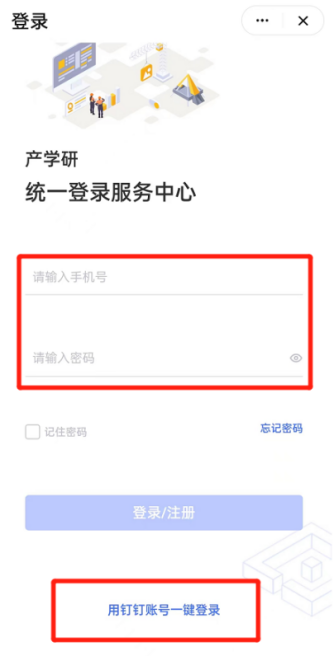 登录
产学研
统一登录服务中心
请输入手机号
请输入密码
记住密码
忘记密码
登录/注册
用钉钉账号一键登录